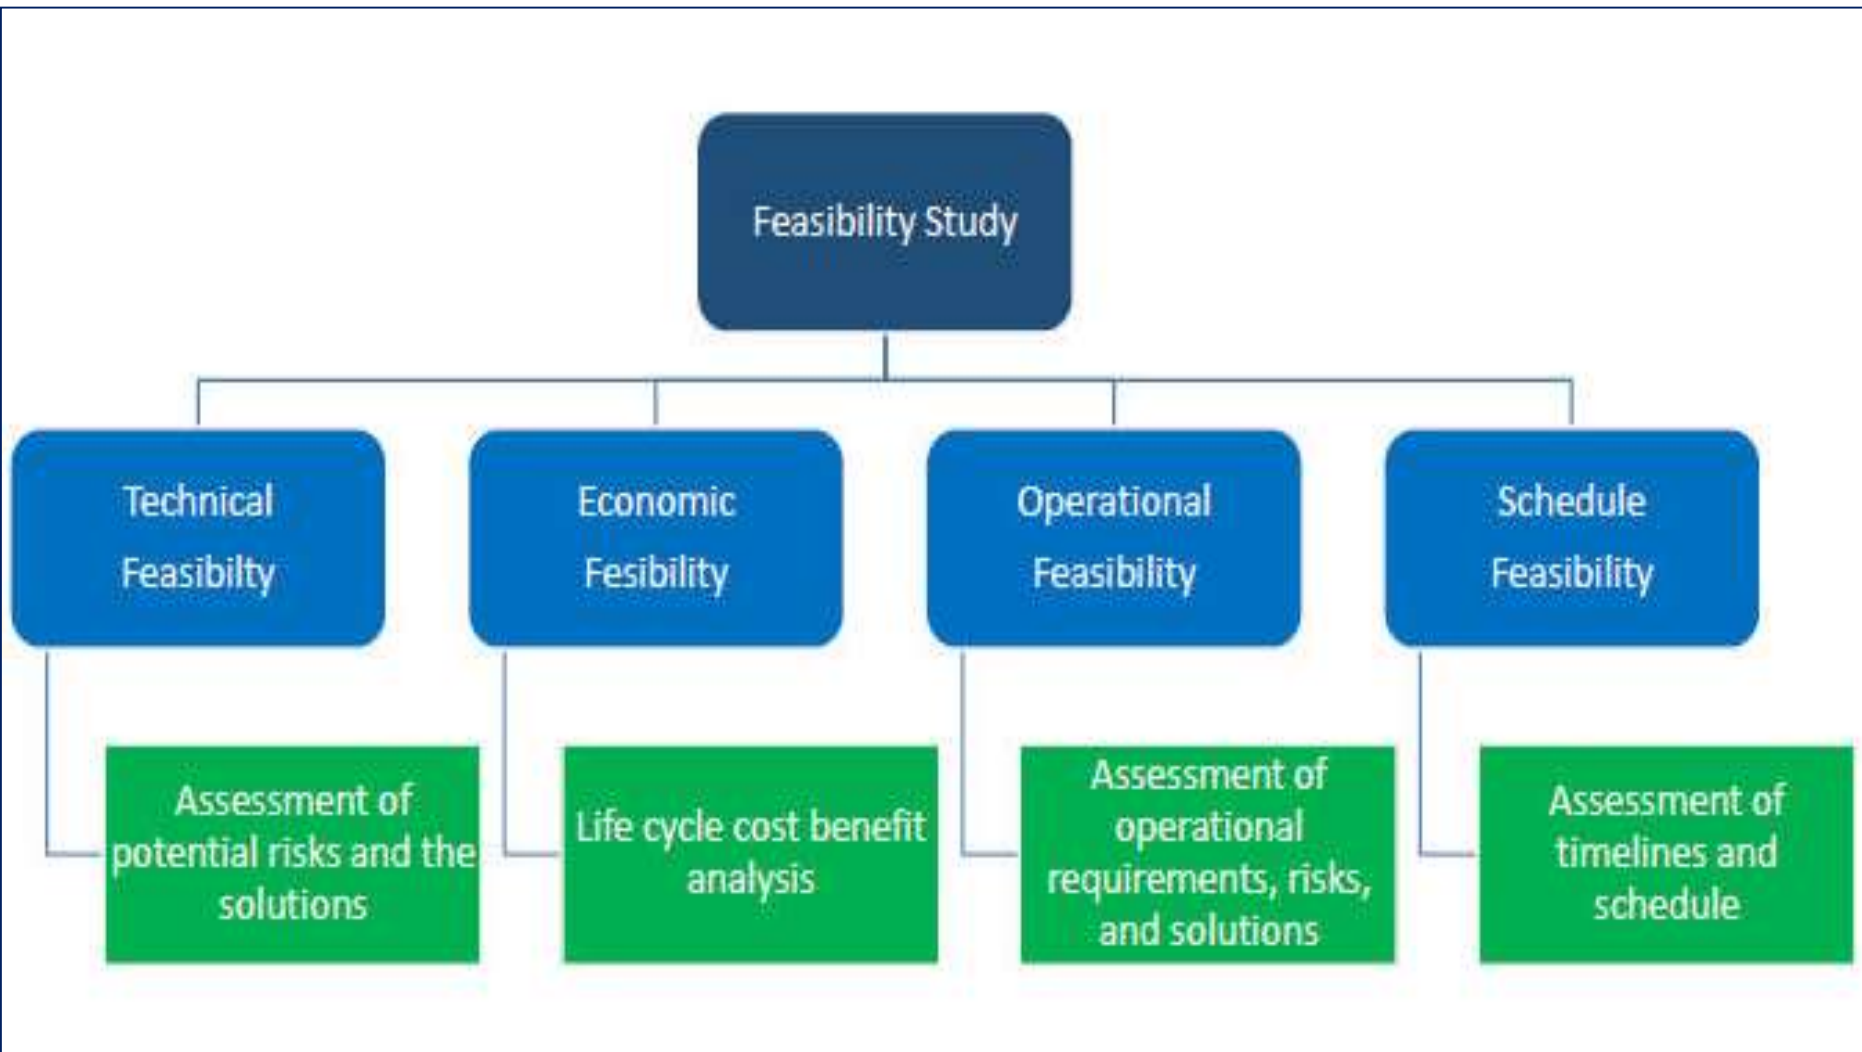 Feasibility Study
Technical
Feasibilty
Economic
Fesibility
Operational
Feasibility
Schedule
Feasibility
Assessment of
potential risks and the
solutions
Life cycle cost benefit
analysis
Assessment of
operational
requirements, risks,
and solutions
Assessment of
timelines and
schedule